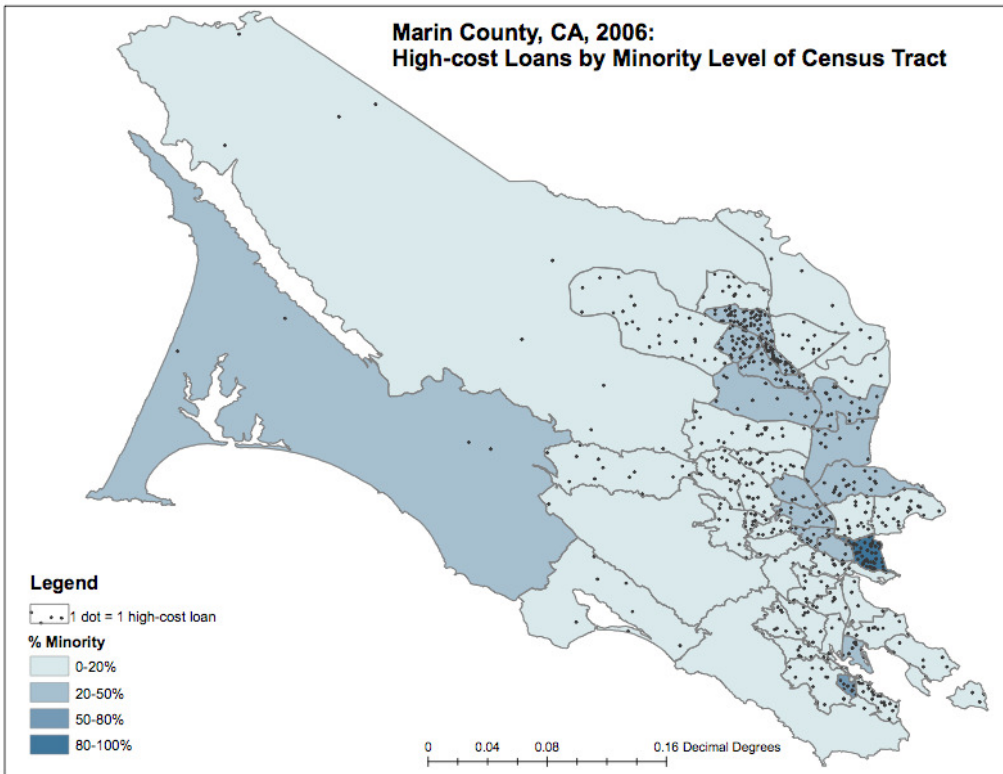 Marin County, CA, 2006:
High-cost Loans by Minority Level of Census Tract
Legend
1 dot = 1 high-cost loan
% Minority
0-20%
20-50%
50-80%
80-100%
0 0.04 0.08 0.16 Decimal Degrees